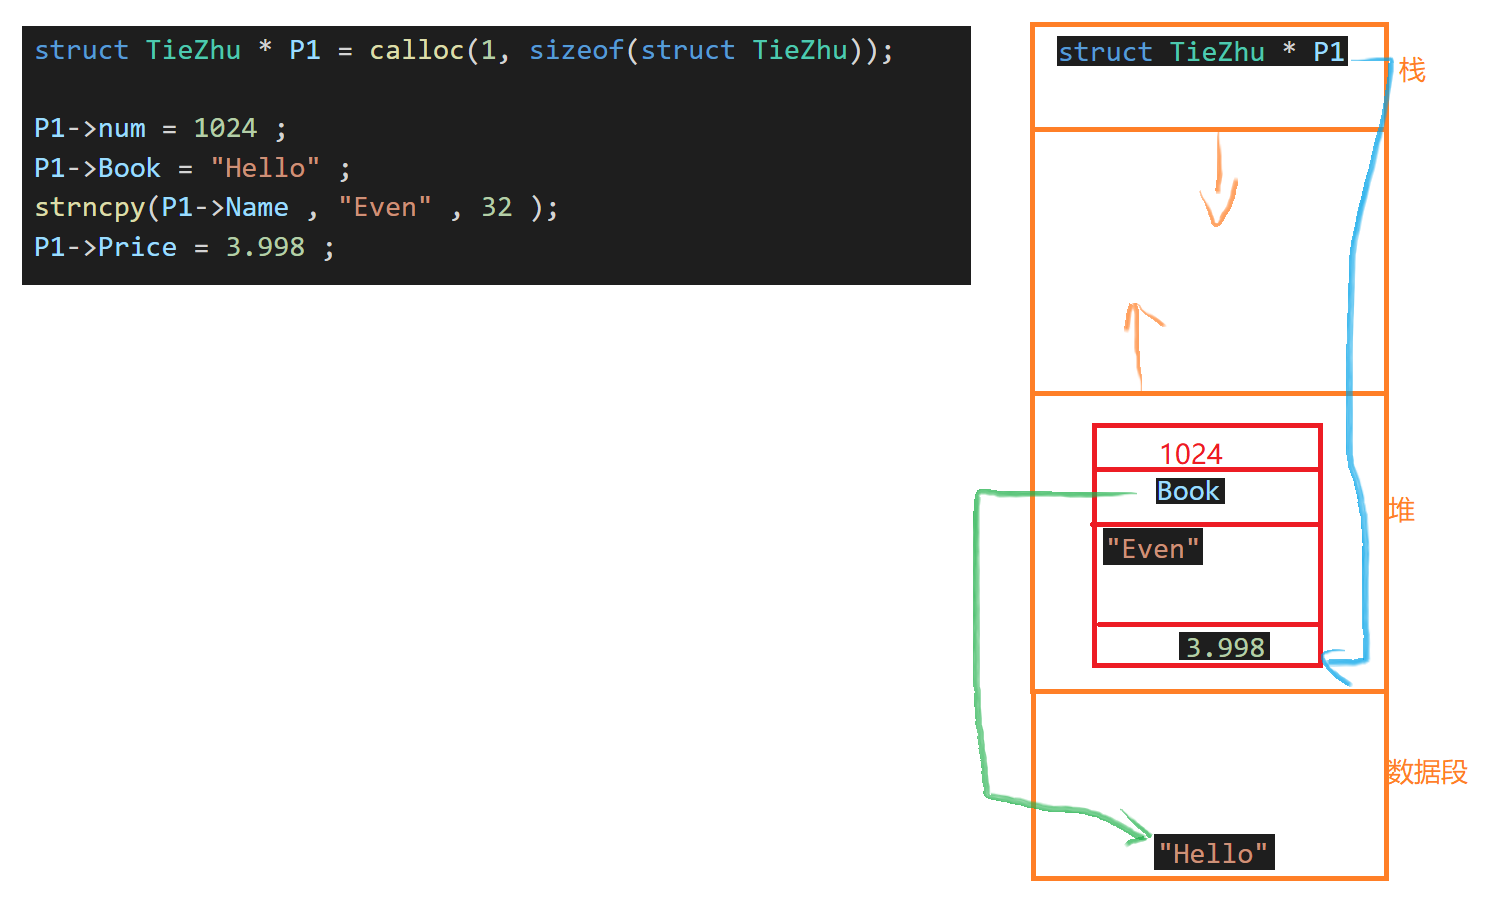 struct TieZhu * P1 = calloc(1, sizeof(struct TieZhu));
P1->num = 1024 ;
P1->Book = "Hello" ;
strncpy(P1->Name , "Even" , 32 );
P1->Price = 3.998 ;
struct TieZhu * P1
栈
1024
Book
"Even"
3.998
堆
数据段
"Hello"